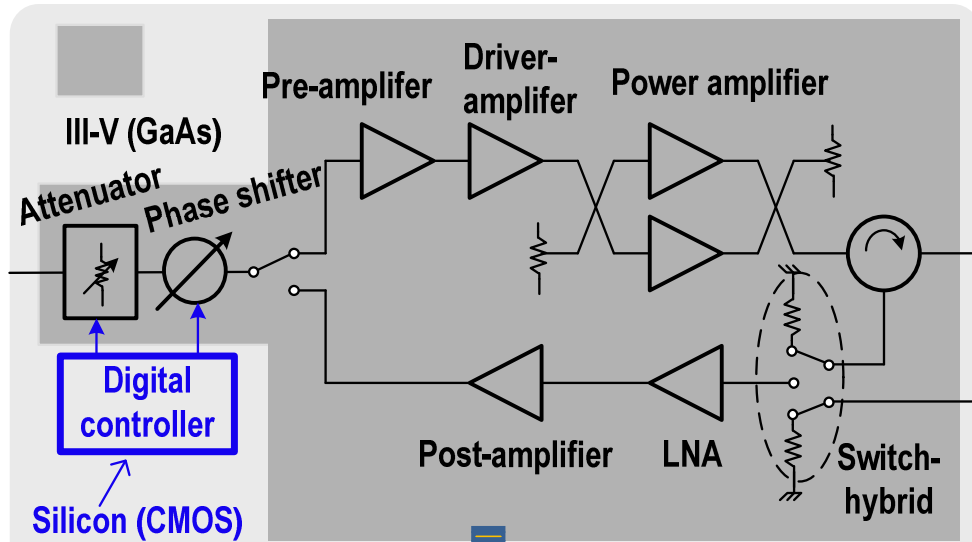 Driver-
Pre-amplifer
amplifer
Power amplifier
III-V (GaAs)
Attenuator
Phase shifter
Digital
controller
Post-amplifier
LNA
Switch-
hybrid
Silicon (CMOS)